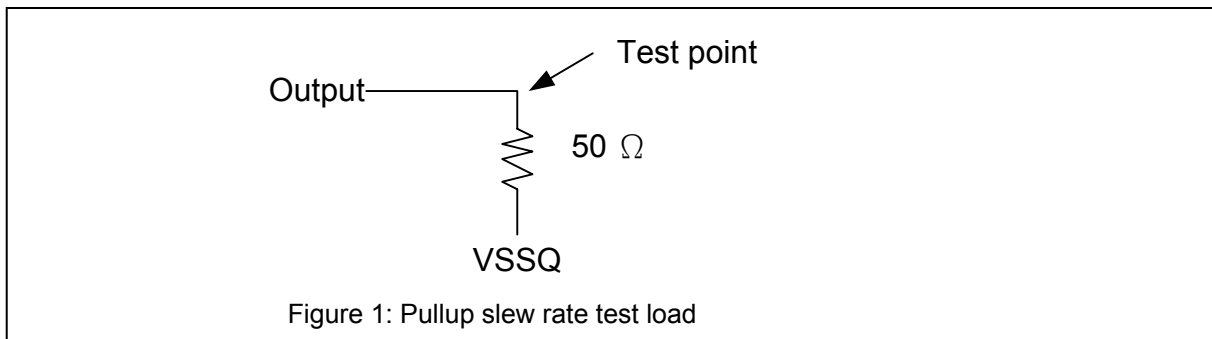 Test point
Output
50 Ω
VSSQ
Figure 1: Pullup slew rate test load